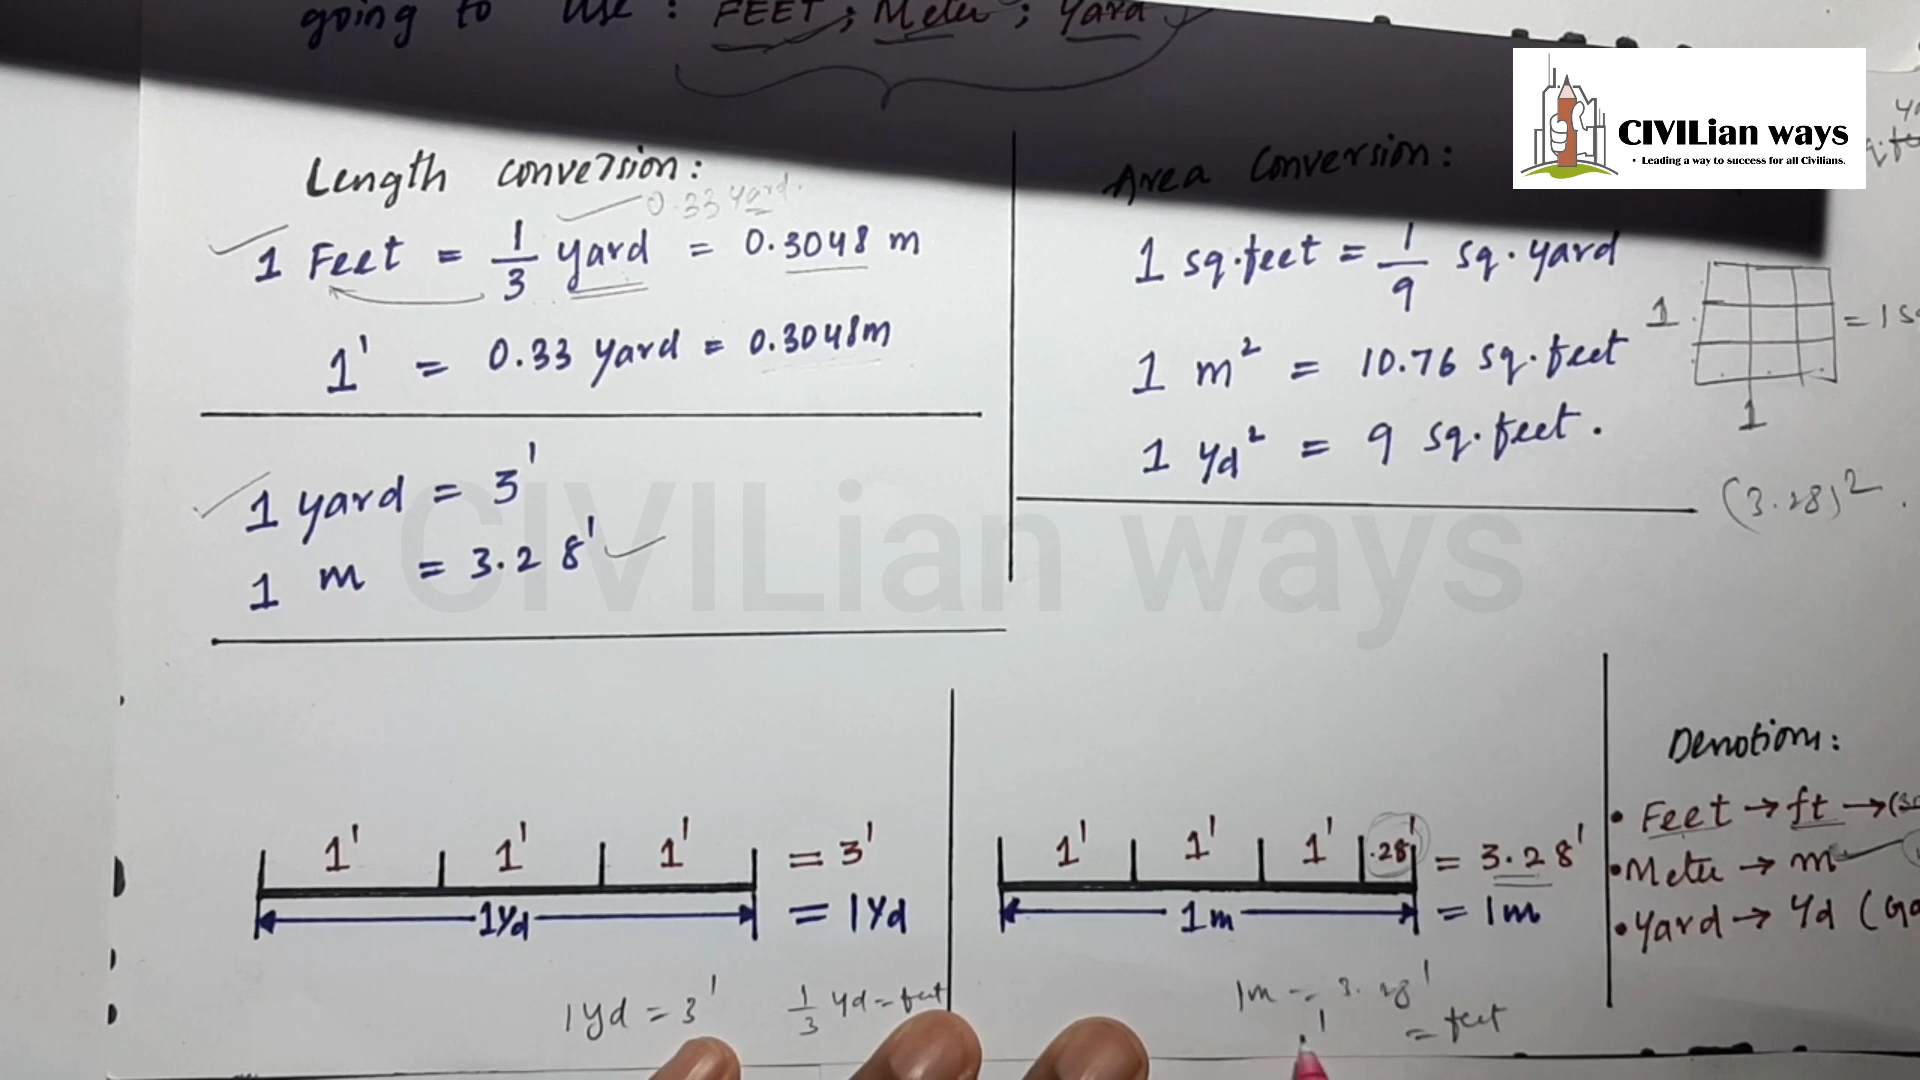 going to use : FEET ; Meter ; Yard
CIVILian ways
• Leading a way to success for all Civilians.
Length conversion :
0.33 yard.
1 Feet = 1/3 yard = 0.3048 m
1' = 0.33 yard = 0.3048m
1 yard = 3'
1 m = 3.28'
Area Conversion :
1 sq.feet = 1/9 sq.yard
1 m² = 10.76 sq.feet
1 yd² = 9 sq.feet.
1
1
(3.28)²
CIVILian ways
1' 1' 1' = 3'
1Yd = 1Yd
1yd = 3' 1/3 yd = feet
1' 1' 1' .28' = 3.28'
1m = 1m
1m = 3.28'
1 = feet
Denotion :
• Feet → ft →
• Meter → m
• Yard → Yd